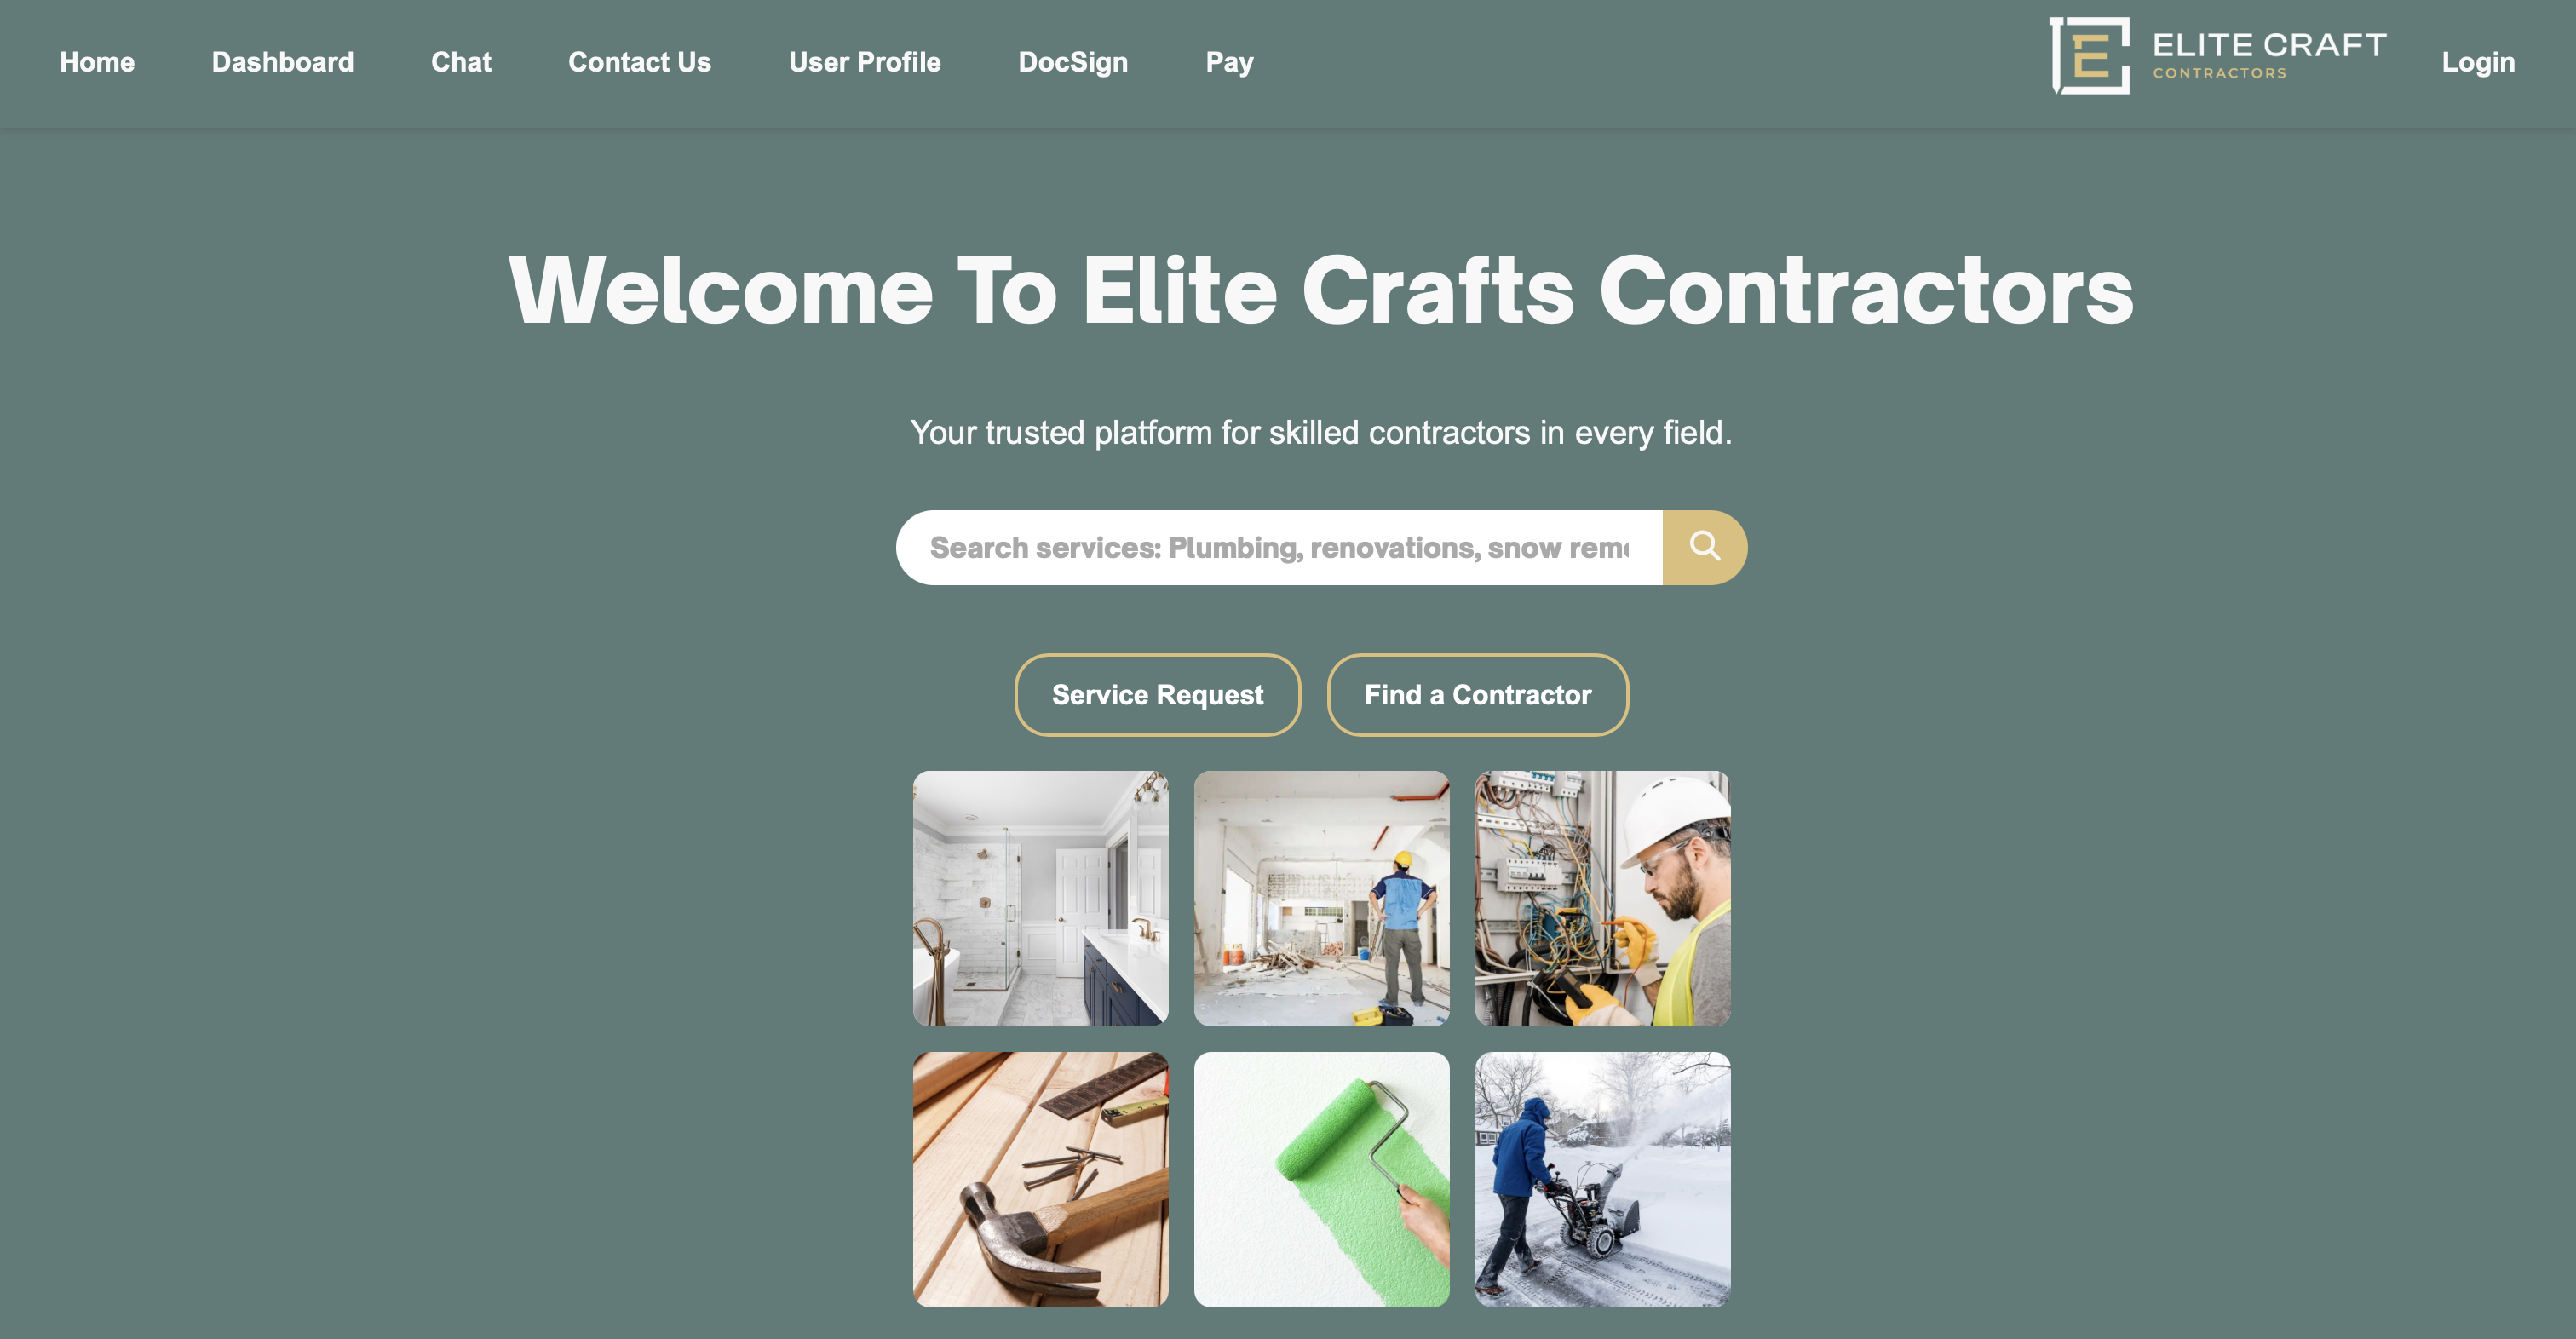 Home Dashboard Chat Contact Us User Profile DocSign Pay ELITE CRAFT Login
CONTRACTORS
Welcome To Elite Crafts Contractors
Your trusted platform for skilled contractors in every field.
Search services: Plumbing, renovations, snow rem
Service Request Find a Contractor